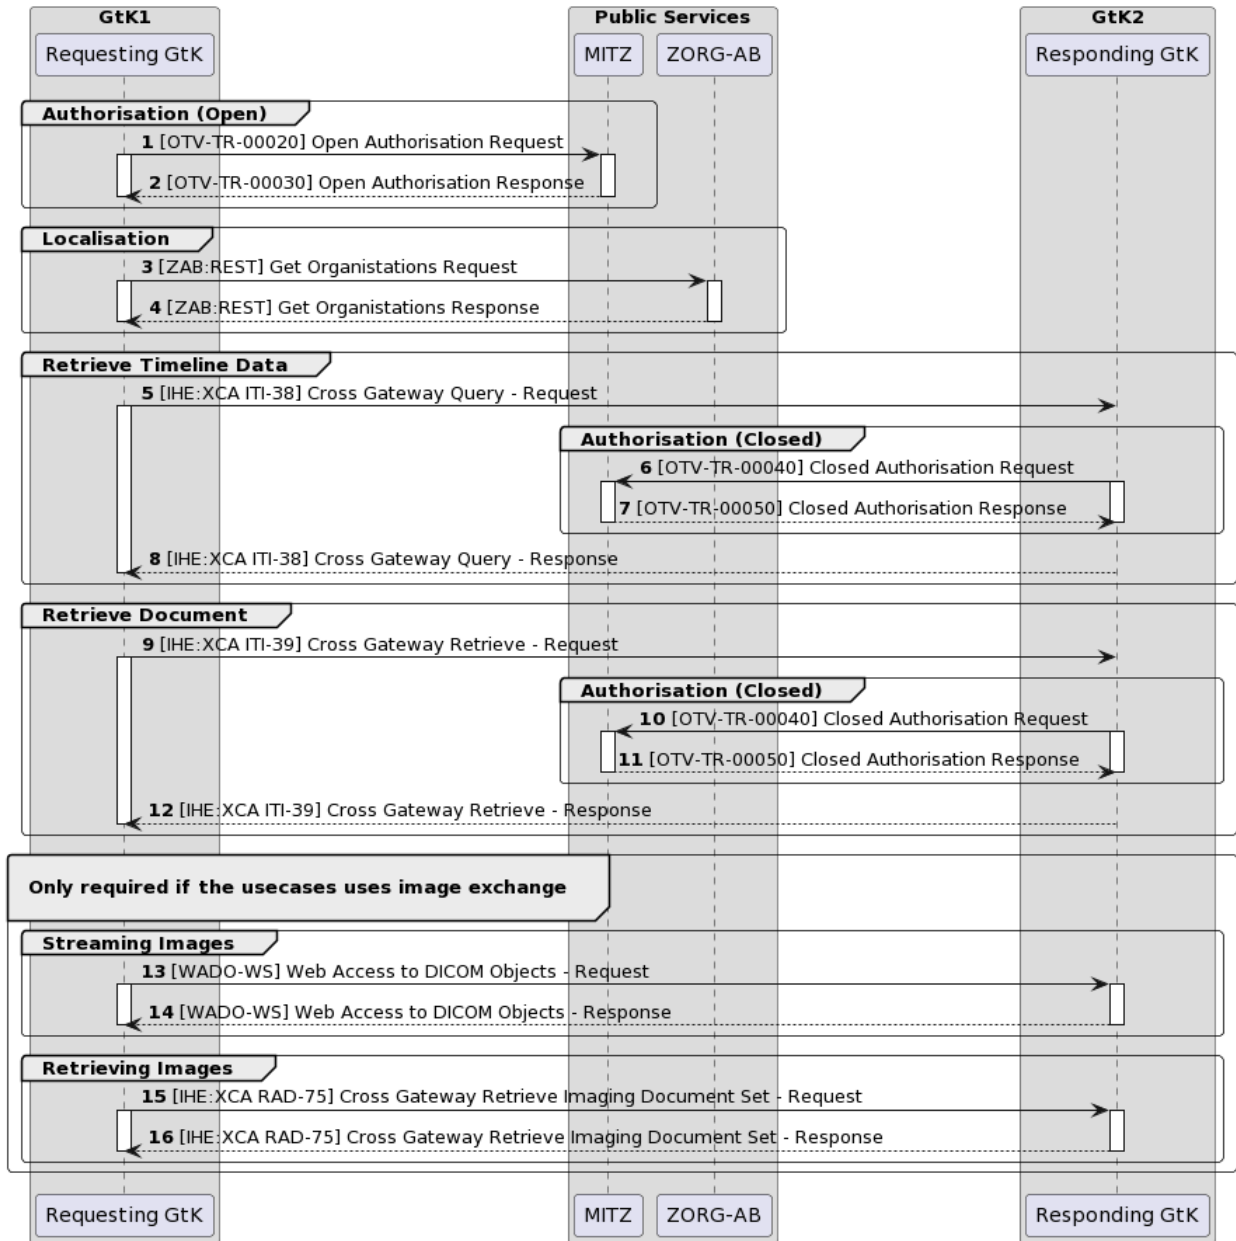 GtK1 Public Services GtK2
Requesting GtK MITZ ZORG-AB Responding GtK
Authorisation (Open)
1 [OTV-TR-00020] Open Authorisation Request
2 [OTV-TR-00030] Open Authorisation Response
Localisation
3 [ZAB:REST] Get Organistations Request
4 [ZAB:REST] Get Organistations Response
Retrieve Timeline Data
5 [IHE:XCA ITI-38] Cross Gateway Query - Request
Authorisation (Closed)
6 [OTV-TR-00040] Closed Authorisation Request
7 [OTV-TR-00050] Closed Authorisation Response
8 [IHE:XCA ITI-38] Cross Gateway Query - Response
Retrieve Document
9 [IHE:XCA ITI-39] Cross Gateway Retrieve - Request
Authorisation (Closed)
10 [OTV-TR-00040] Closed Authorisation Request
11 [OTV-TR-00050] Closed Authorisation Response
12 [IHE:XCA ITI-39] Cross Gateway Retrieve - Response
Only required if the usecases uses image exchange
Streaming Images
13 [WADO-WS] Web Access to DICOM Objects - Request
14 [WADO-WS] Web Access to DICOM Objects - Response
Retrieving Images
15 [IHE:XCA RAD-75] Cross Gateway Retrieve Imaging Document Set - Request
16 [IHE:XCA RAD-75] Cross Gateway Retrieve Imaging Document Set - Response
Requesting GtK MITZ ZORG-AB Responding GtK